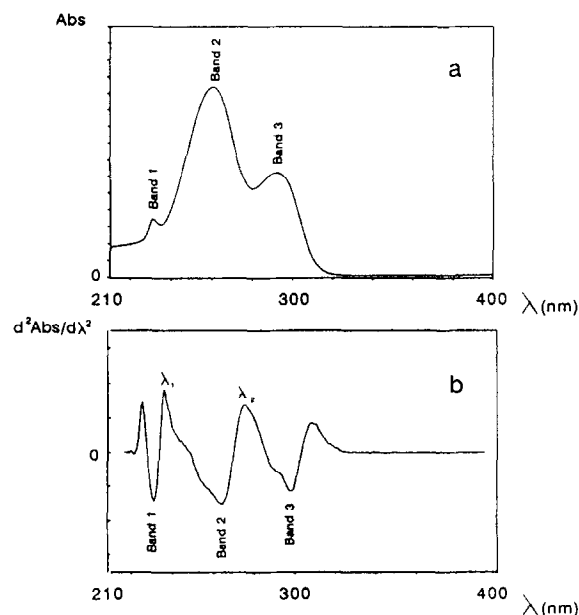 Abs
Band 2
a
Band 3
Band 1
0
210
300
400
λ(nm)
d²Abs/dλ²
λ₁
b
0
Band 1
Band 2
Band 3
210
300
400
λ(nm)